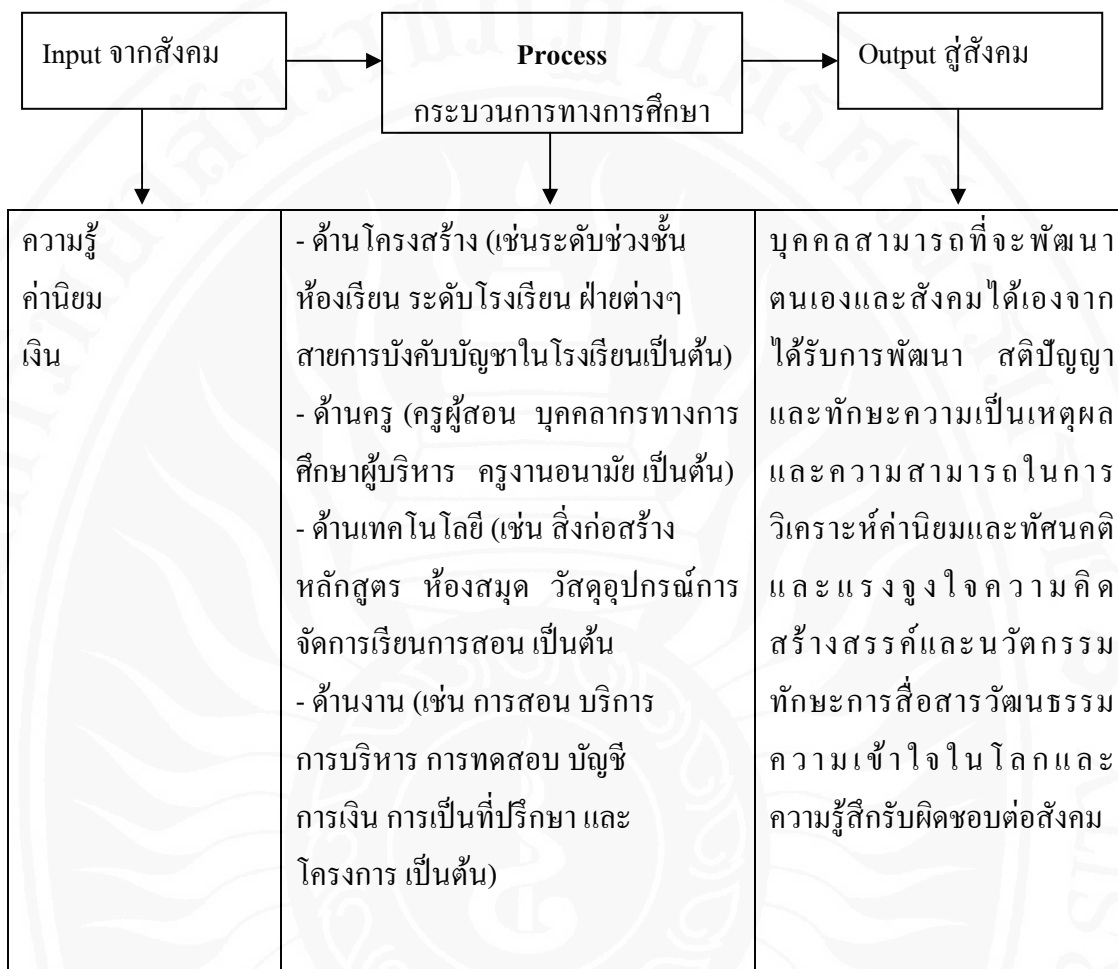 Input จากสังคม
Process
กระบวนการทางการศึกษา
Output สู่สังคม
ความรู้
ค่านิยม
เงิน
- ด้านโครงสร้าง (เช่นระดับช่วงชั้น
ห้องเรียน ระดับโรงเรียน ฝ่ายต่างๆ
สายการบังคับบัญชาในโรงเรียนเป็นต้น)
- ด้านครู (ครูผู้สอน บุคคลากรทางการ
ศึกษาผู้บริหาร ครูงานอนามัย เป็นต้น)
- ด้านเทคโนโลยี (เช่น สิ่งก่อสร้าง
หลักสูตร ห้องสมุด วัสดุอุปกรณ์การ
จัดการเรียนการสอน เป็นต้น
- ด้านงาน (เช่น การสอน บริการ
การบริหาร การทดสอบ บัญชี
การเงิน การเป็นที่ปรึกษา และ
โครงการ เป็นต้น)
บุคคลสามารถที่จะพัฒนา
ตนเองและสังคมได้เองจาก
ได้รับการพัฒนา สติปัญญา
และทักษะความเป็นเหตุผล
และความสามารถในการ
วิเคราะห์ค่านิยมและทัศนคติ
และแรงจูงใจความคิด
สร้างสรรค์และนวัตกรรม
ทักษะการสื่อสารวัฒนธรรม
ความเข้าใจในโลกและ
ความรู้สึกรับผิดชอบต่อสังคม